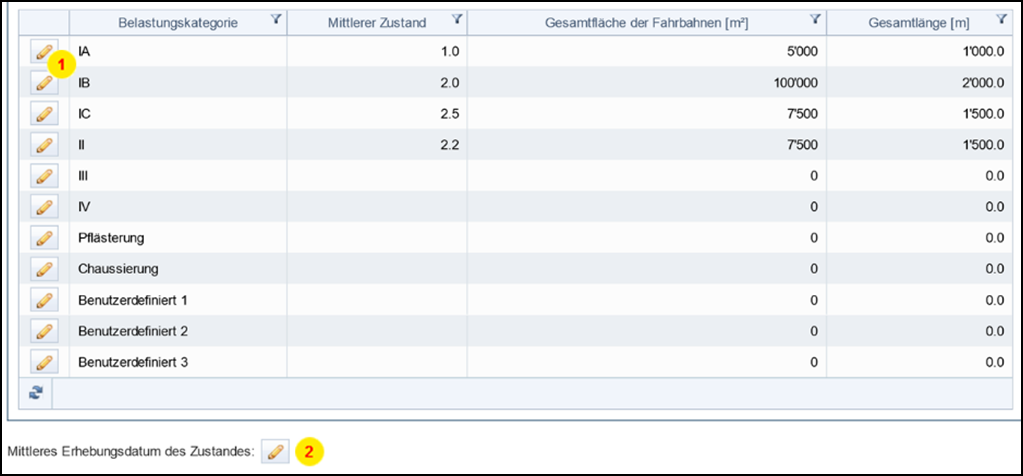 Belastungskategorie Mittlerer Zustand Gesamtfläche der Fahrbahnen [m²] Gesamtlänge [m]
IA 1.0 5'000 1'000.0
1
IB 2.0 100'000 2'000.0
IC 2.5 7'500 1'500.0
II 2.2 7'500 1'500.0
III 0 0.0
IV 0 0.0
Pflästerung 0 0.0
Chaussierung 0 0.0
Benutzerdefiniert 1 0 0.0
Benutzerdefiniert 2 0 0.0
Benutzerdefiniert 3 0 0.0
Mittleres Erhebungsdatum des Zustandes: 2